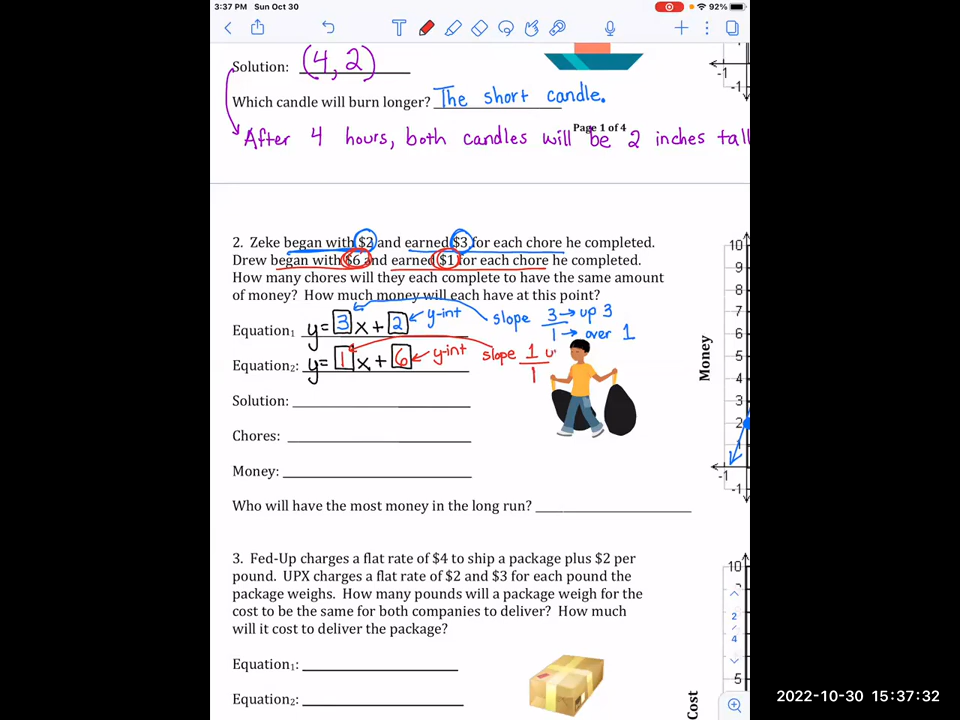 3:37 PM Sun Oct 30
92%
Solution: (4, 2)
Which candle will burn longer? The short candle.
Page 1 of 4
After 4 hours, both candles will be 2 inches tall
-1
-1
2. Zeke began with $2 and earned $3 for each chore he completed.
Drew began with $6 and earned $1 for each chore he completed.
How many chores will they each complete to have the same amount
of money? How much money will each have at this point?
Equation1 y=3x+2 y-int slope 3/1 → up 3 → over 1
Equation2: y=1x+6 y-int slope 1/1 u
Solution:
Chores:
Money:
Who will have the most money in the long run?
Money
10
9
8
7
6
5
4
3
2
1
-1
-1
3. Fed-Up charges a flat rate of $4 to ship a package plus $2 per
pound. UPX charges a flat rate of $2 and $3 for each pound the
package weighs. How many pounds will a package weigh for the
cost to be the same for both companies to deliver? How much
will it cost to deliver the package?
Equation1:
Equation2:
Cost
10
5
2
4
2022-10-30 15:37:32